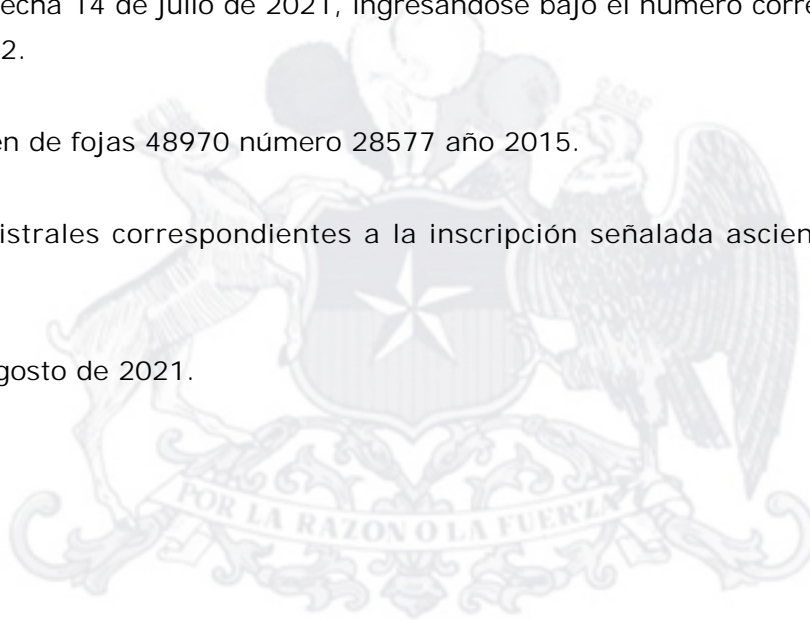 echa 14 de julio de 2021, ingresándose bajo el número corre
2.
en de fojas 48970 número 28577 año 2015.
istrales correspondientes a la inscripción señalada ascien
gosto de 2021.
POR LA RAZON O LA FUERZA